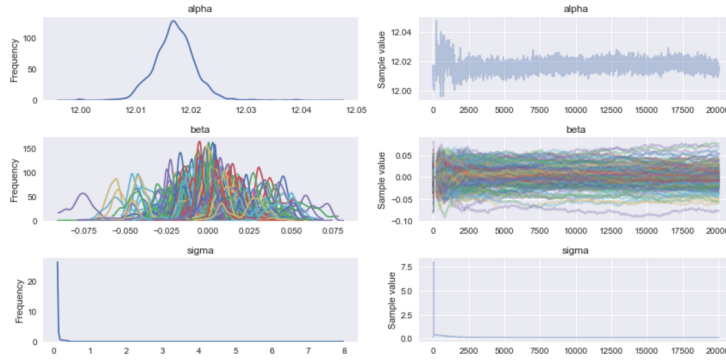 alpha
Frequency
100
50
0
12.00 12.01 12.02 12.03 12.04 12.05
alpha
Sample value
12.04
12.02
12.00
0 2500 5000 7500 10000 12500 15000 17500 20000
beta
Frequency
150
100
50
0
−0.075 −0.050 −0.025 0.000 0.025 0.050 0.075
beta
Sample value
0.05
0.00
−0.05
−0.10
0 2500 5000 7500 10000 12500 15000 17500 20000
sigma
Frequency
20
10
0
0 1 2 3 4 5 6 7 8
sigma
Sample value
7.5
5.0
2.5
0.0
0 2500 5000 7500 10000 12500 15000 17500 20000